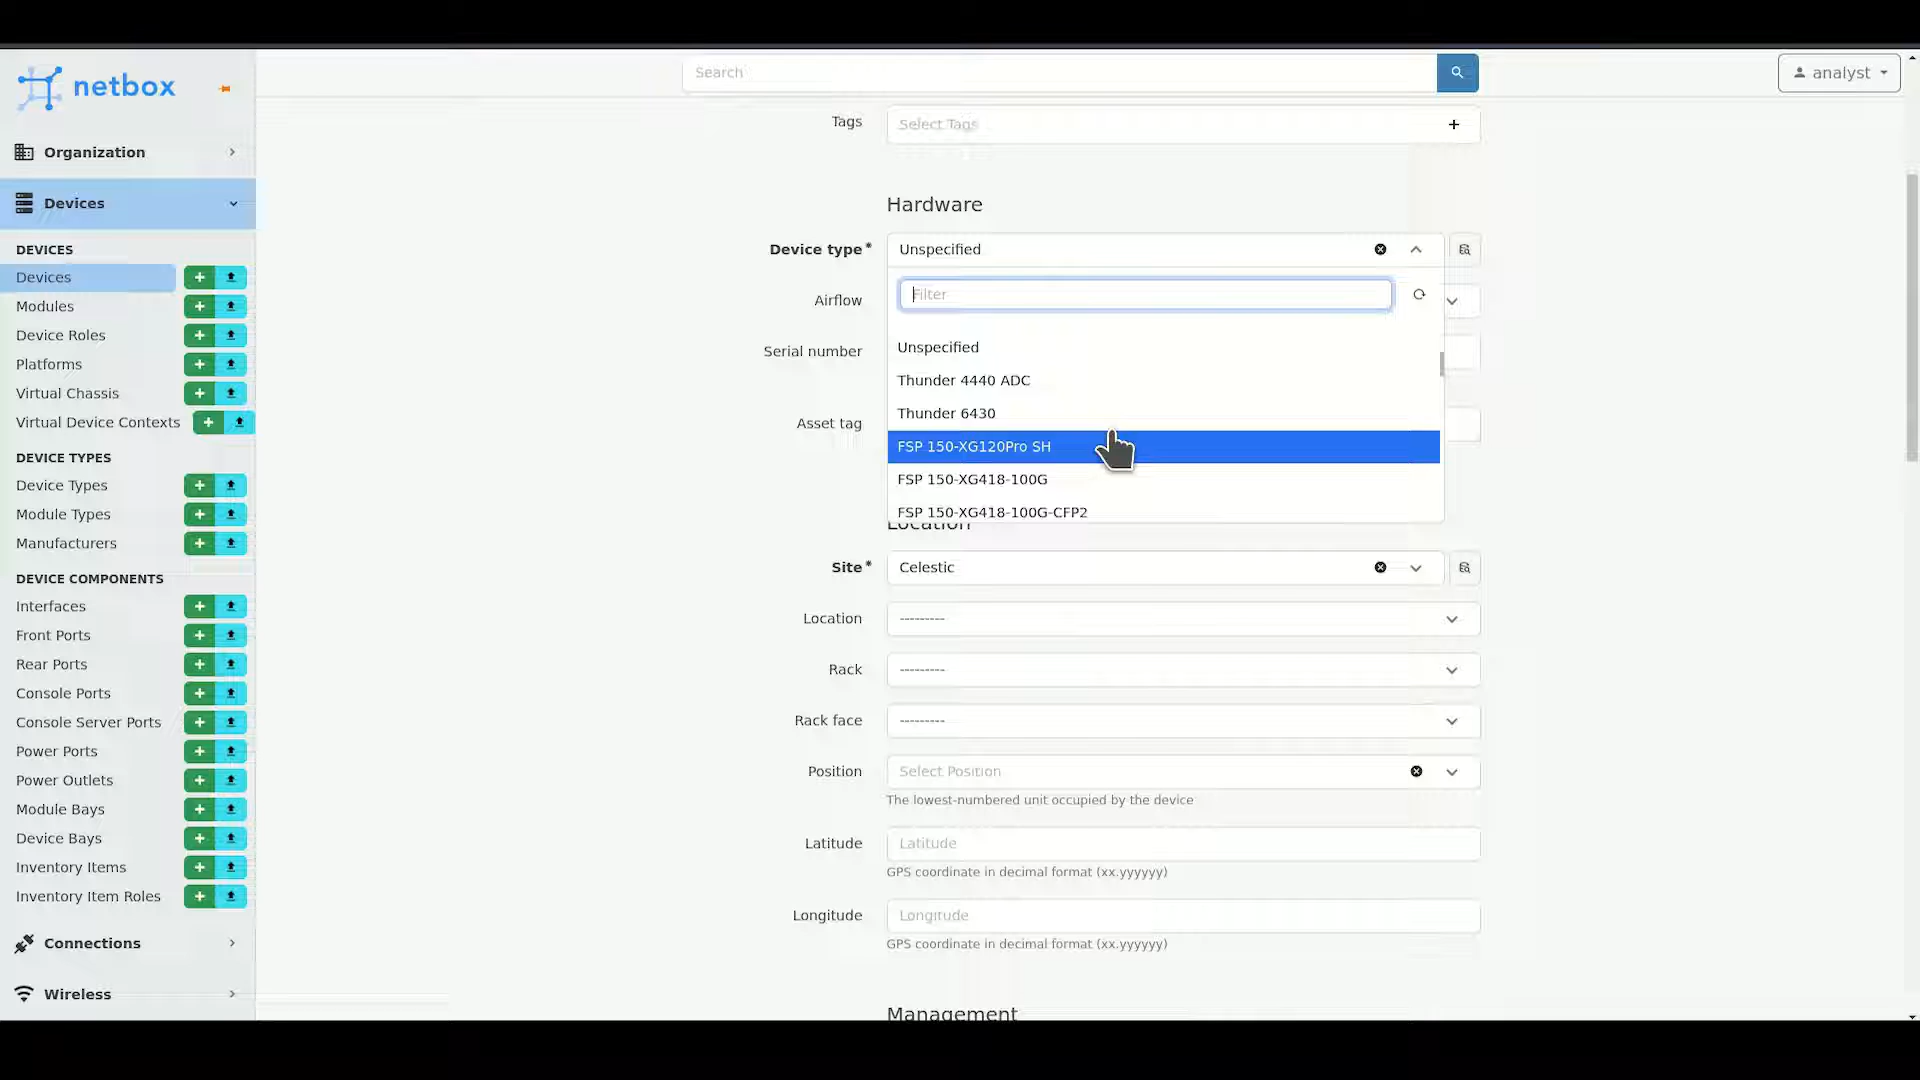 netbox
Search
analyst
Organization
Devices
DEVICES
Devices
Modules
Device Roles
Platforms
Virtual Chassis
Virtual Device Contexts
DEVICE TYPES
Device Types
Module Types
Manufacturers
DEVICE COMPONENTS
Interfaces
Front Ports
Rear Ports
Console Ports
Console Server Ports
Power Ports
Power Outlets
Module Bays
Device Bays
Inventory Items
Inventory Item Roles
Connections
Wireless
Tags
Select Tags
Hardware
Device type*
Unspecified
Filter
Unspecified
Thunder 4440 ADC
Thunder 6430
FSP 150-XG120Pro SH
FSP 150-XG418-100G
FSP 150-XG418-100G-CFP2
Airflow
Serial number
Asset tag
Location
Site*
Celestic
Location
---------
Rack
---------
Rack face
---------
Position
Select Position
The lowest-numbered unit occupied by the device
Latitude
Latitude
GPS coordinate in decimal format (xx.yyyyyy)
Longitude
Longitude
GPS coordinate in decimal format (xx.yyyyyy)
Management